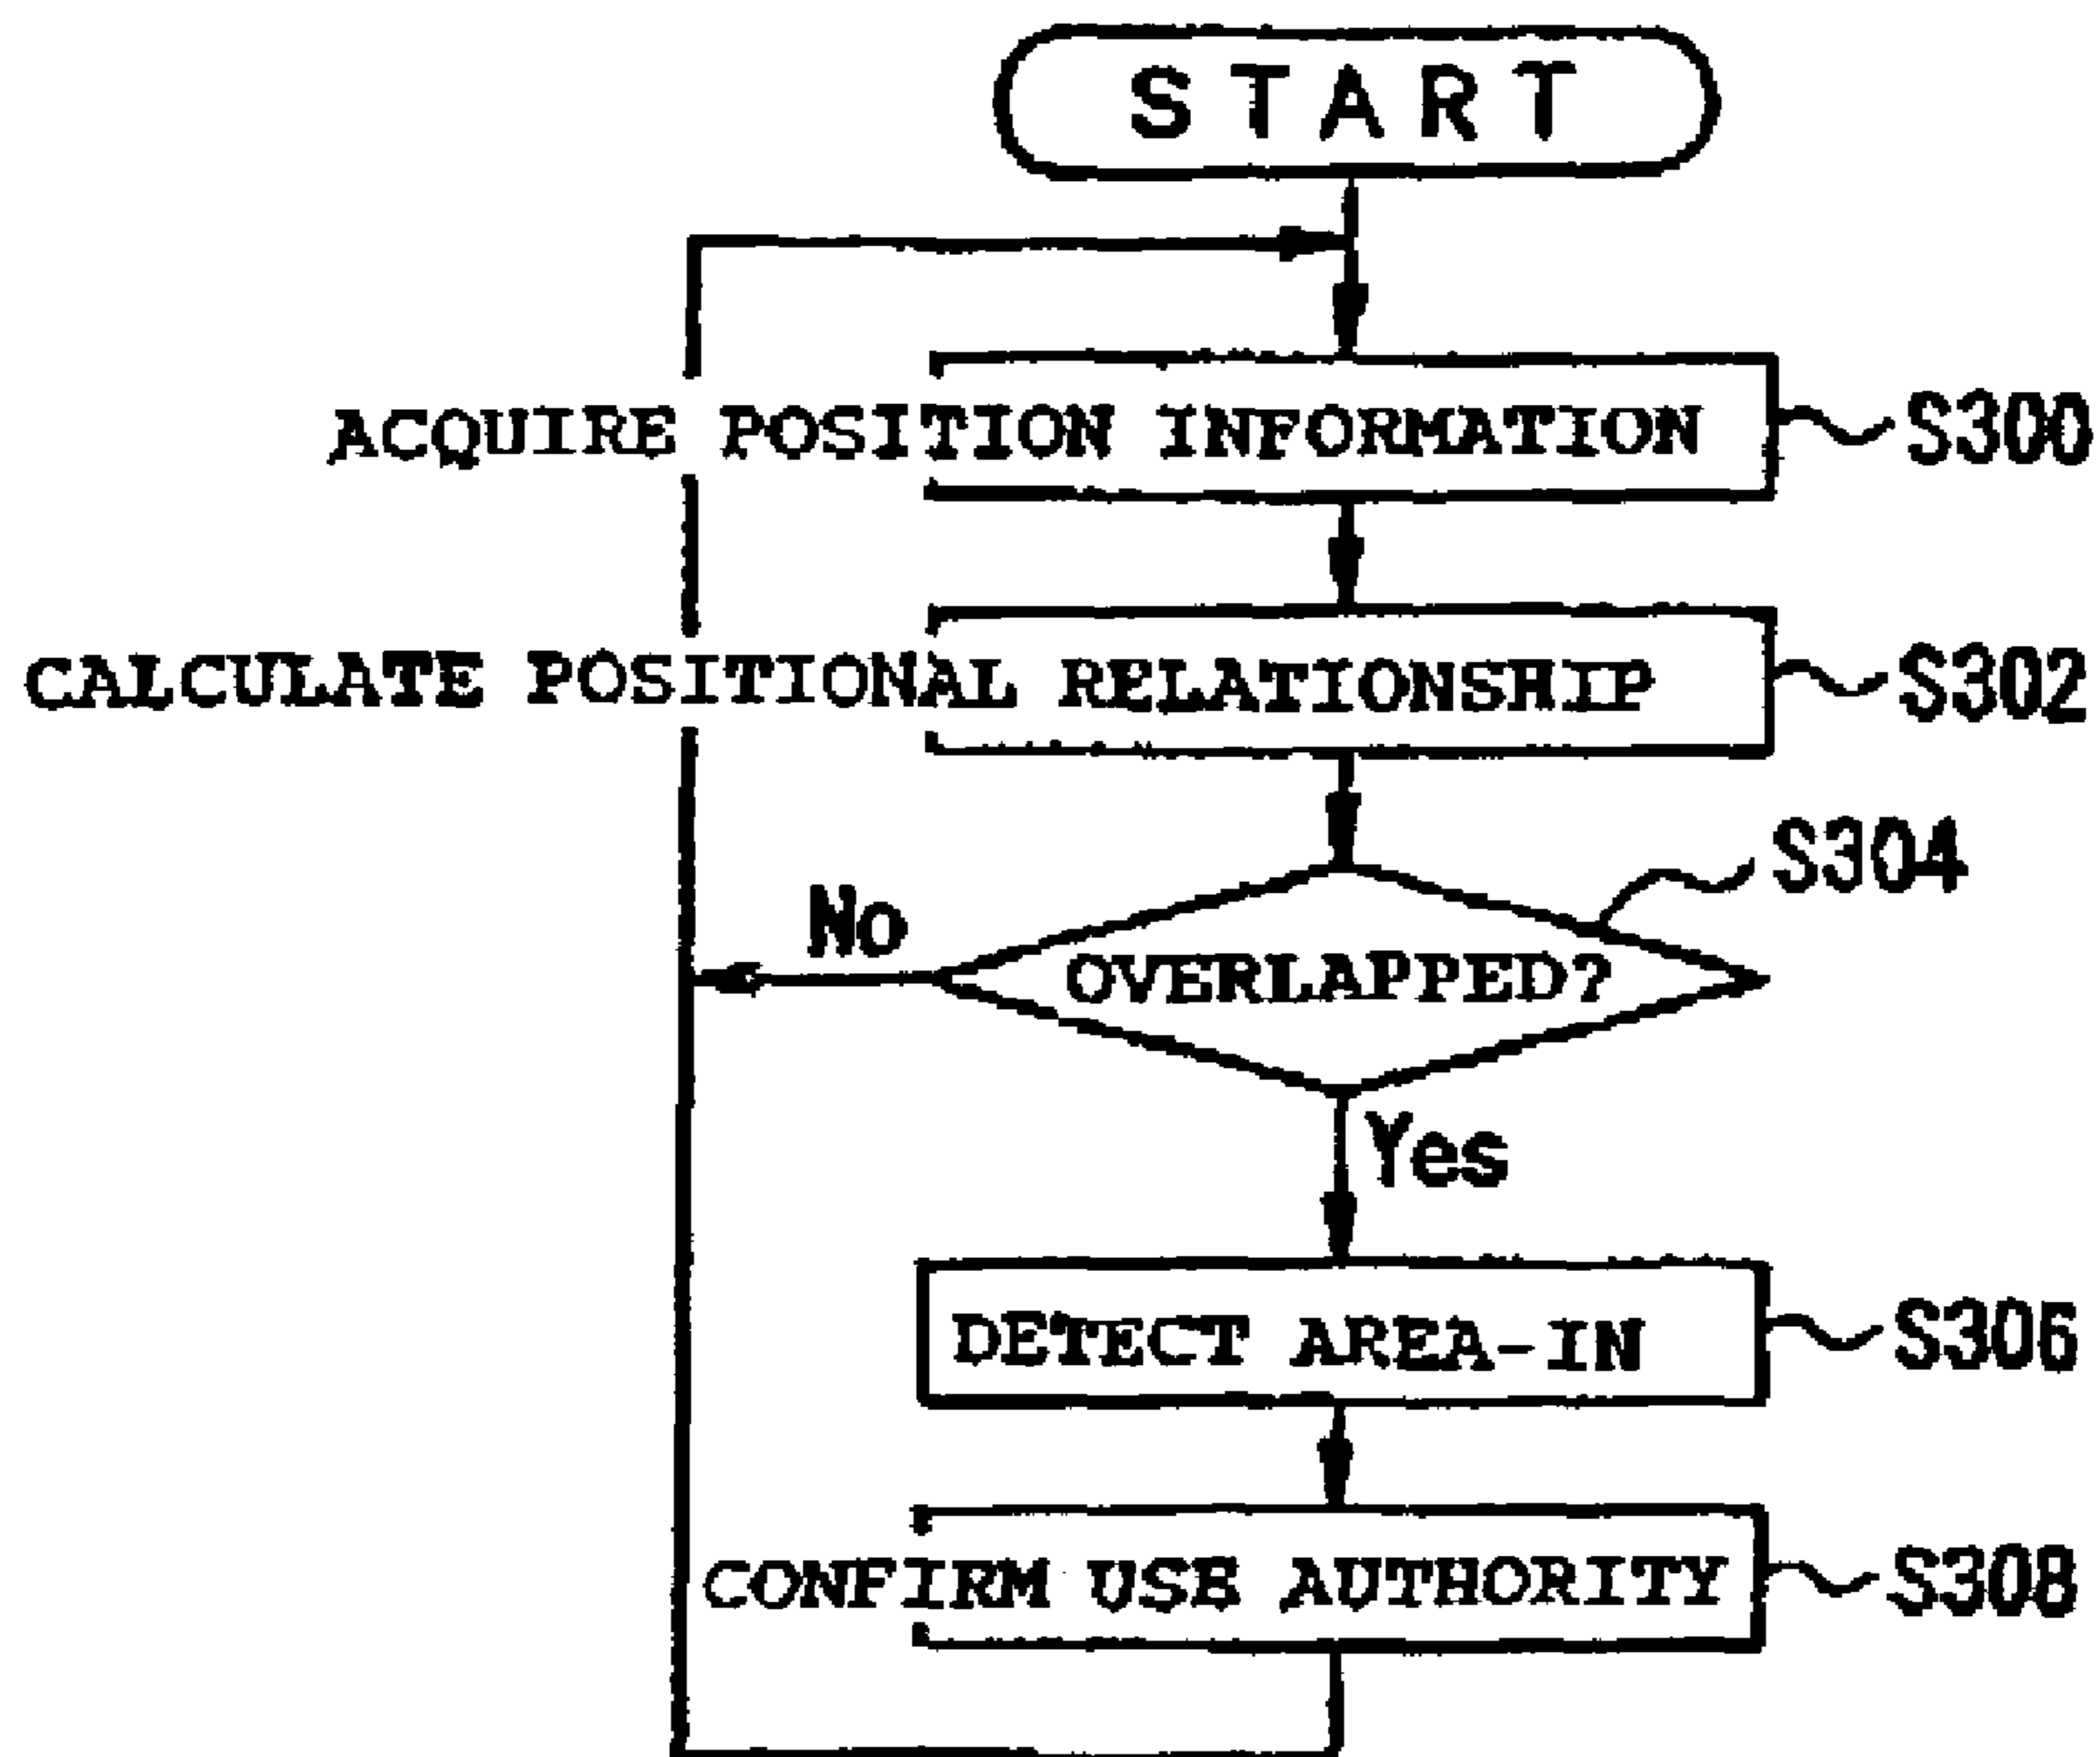 START
ACQUIRE POSITION INFORMATION
S300
CALCULATE POSITIONAL RELATIONSHIP
S302
S304
No
OVERLAPPED?
Yes
DETECT AREA-IN
S306
CONFIRM USE AUTHORITY
S308